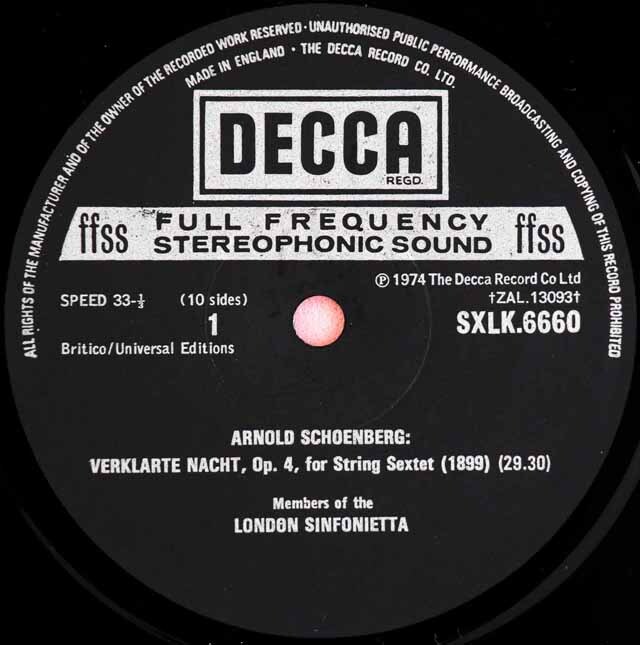 ALL RIGHTS OF THE MANUFACTURER AND OF THE OWNER OF THE RECORDED WORK RESERVED · UNAUTHORISED PUBLIC PERFORMANCE BROADCASTING AND COPYING OF THIS RECORD PROHIBITED
MADE IN ENGLAND · THE DECCA RECORD CO. LTD.
DECCA
REGD.
ffss FULL FREQUENCY STEREOPHONIC SOUND ffss
℗ 1974 The Decca Record Co Ltd
SPEED 33-⅓ (10 sides) †ZAL.13093†
1 SXLK.6660
Britico/Universal Editions
ARNOLD SCHOENBERG:
VERKLARTE NACHT, Op. 4, for String Sextet (1899) (29.30)
Members of the
LONDON SINFONIETTA